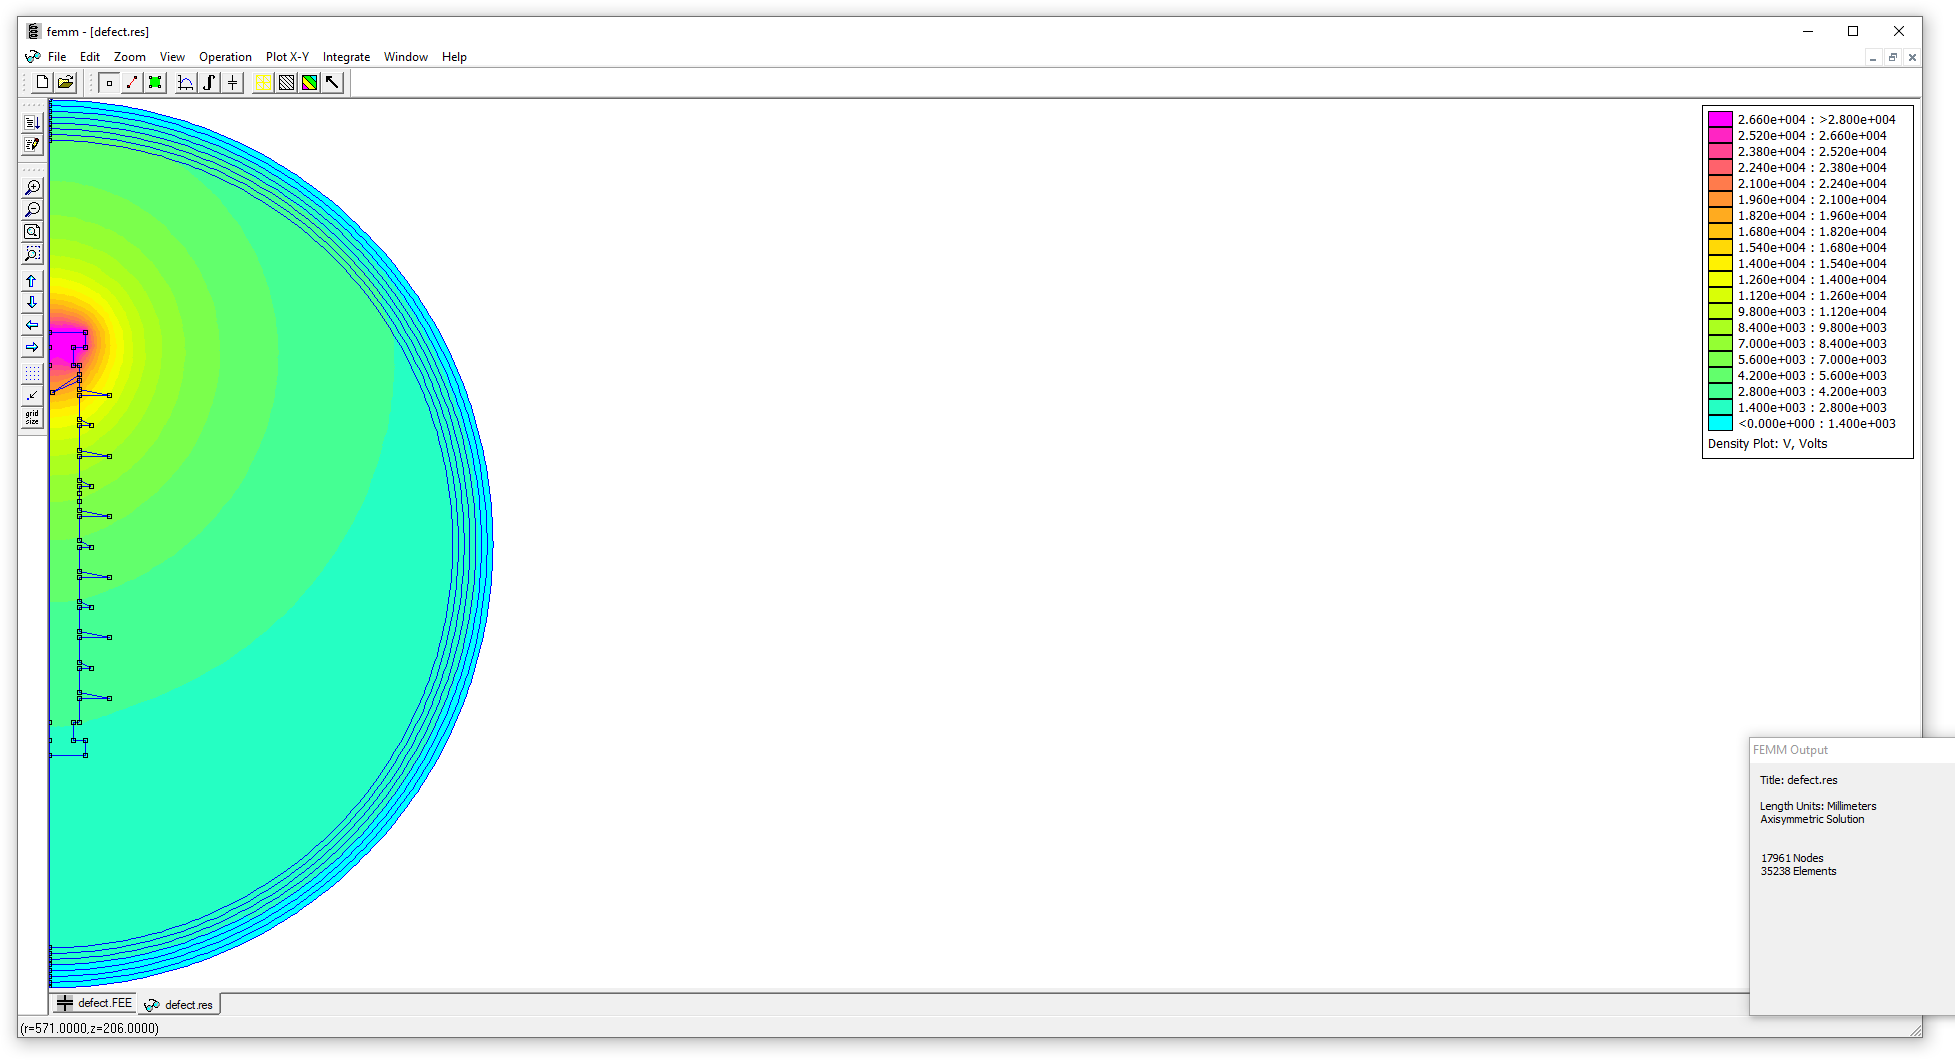 femm - [defect.res]
File Edit Zoom View Operation Plot X-Y Integrate Window Help
2.660e+004 : >2.800e+004
2.520e+004 : 2.660e+004
2.380e+004 : 2.520e+004
2.240e+004 : 2.380e+004
2.100e+004 : 2.240e+004
1.960e+004 : 2.100e+004
1.820e+004 : 1.960e+004
1.680e+004 : 1.820e+004
1.540e+004 : 1.680e+004
1.400e+004 : 1.540e+004
1.260e+004 : 1.400e+004
1.120e+004 : 1.260e+004
9.800e+003 : 1.120e+004
8.400e+003 : 9.800e+003
7.000e+003 : 8.400e+003
5.600e+003 : 7.000e+003
4.200e+003 : 5.600e+003
2.800e+003 : 4.200e+003
1.400e+003 : 2.800e+003
<0.000e+000 : 1.400e+003
Density Plot: V, Volts
grid
size
FEMM Output
Title: defect.res
Length Units: Millimeters
Axisymmetric Solution
17961 Nodes
35238 Elements
defect.FEE defect.res
(r=571.0000,z=206.0000)